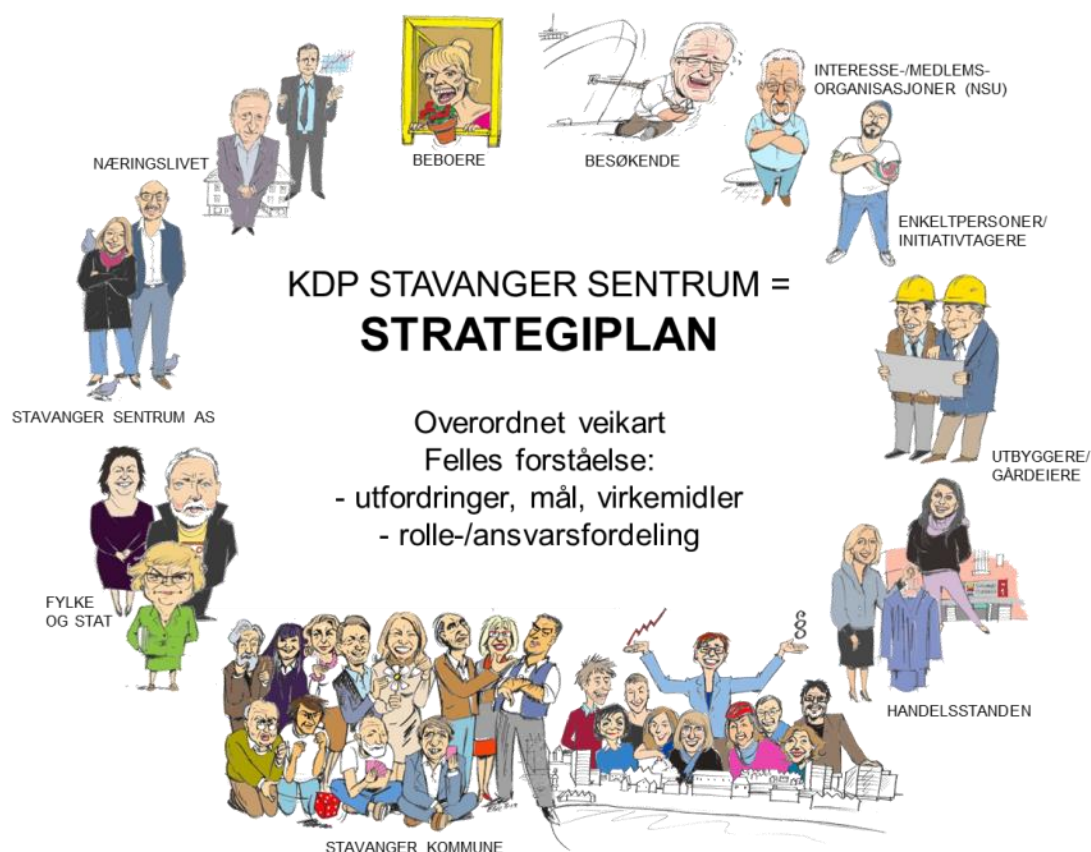 INTERESSE-/MEDLEMS-
ORGANISASJONER (NSU)
BEBOERE
BESØKENDE
NÆRINGSLIVET
ENKELTPERSONER/
INITIATIVTAGERE
KDP STAVANGER SENTRUM =
STRATEGIPLAN
STAVANGER SENTRUM AS
Overordnet veikart
Felles forståelse:
- utfordringer, mål, virkemidler
- rolle-/ansvarsfordeling
UTBYGGERE/
GÅRDEIERE
FYLKE
OG STAT
§
HANDELSSTANDEN
STAVANGER KOMMUNE